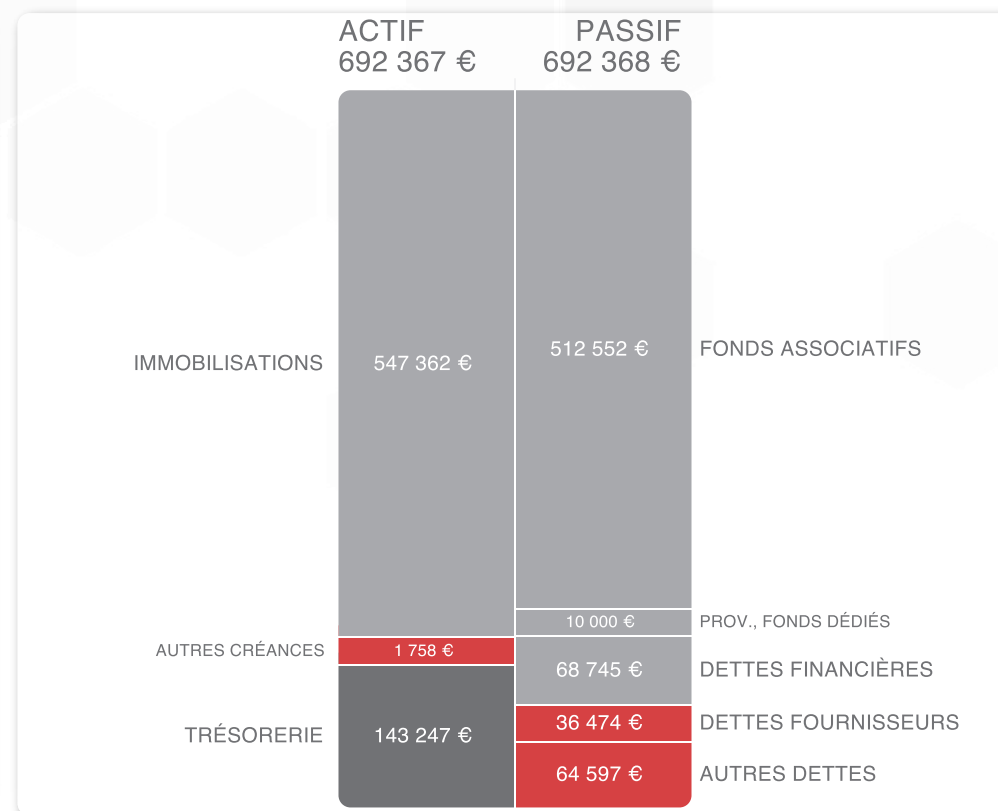 ACTIF
692 367 €
PASSIF
692 368 €
IMMOBILISATIONS
547 362 €
512 552 €
FONDS ASSOCIATIFS
10 000 €
PROV., FONDS DÉDIÉS
AUTRES CRÉANCES
1 758 €
68 745 €
DETTES FINANCIÈRES
36 474 €
DETTES FOURNISSEURS
TRÉSORERIE
143 247 €
64 597 €
AUTRES DETTES